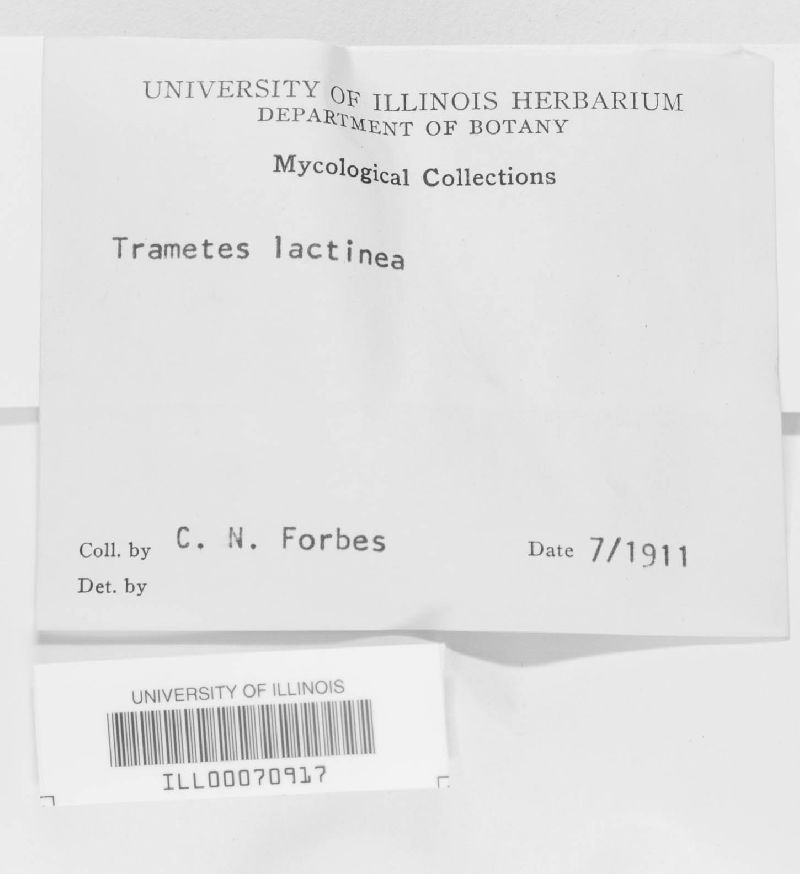 UNIVERSITY OF ILLINOIS HERBARIUM
DEPARTMENT OF BOTANY
Mycological Collections
Trametes lactinea
Coll. by C. N. Forbes Date 7/1911
Det. by
UNIVERSITY OF ILLINOIS
ILL00070917